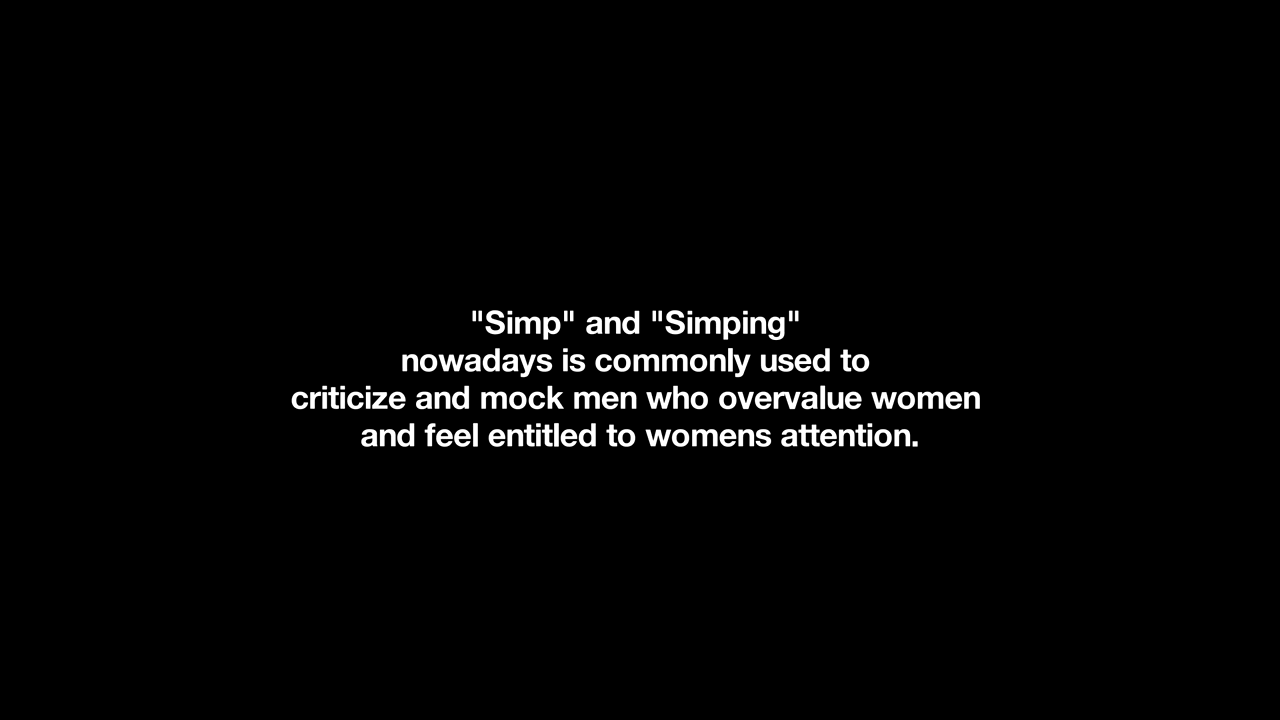 "Simp" and "Simping"
nowadays is commonly used to
criticize and mock men who overvalue women
and feel entitled to womens attention.